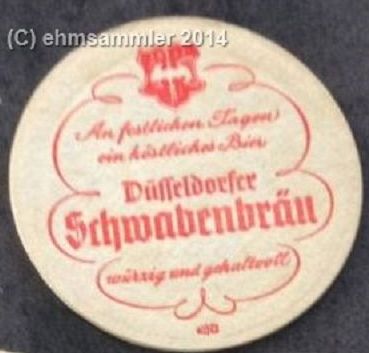 (C) ehmsammler 2014
An festlichen Tagen
ein köstliches Bier
Düsseldorfer
Schwabenbräu
würzig und gehaltvoll